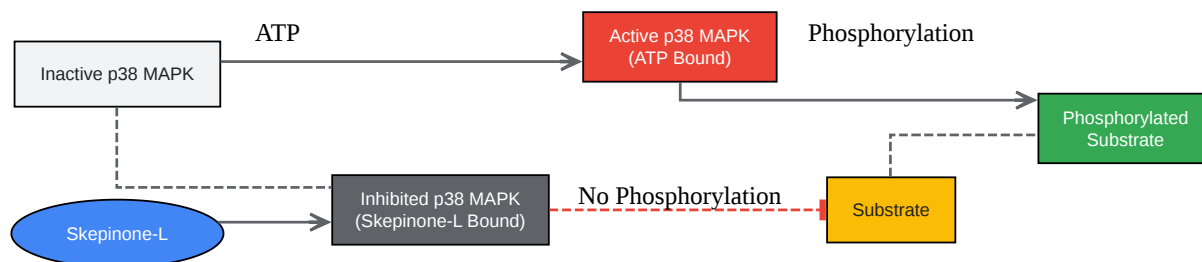 ATP
Active p38 MAPK
(ATP Bound)
Phosphorylation
Inactive p38 MAPK
Phosphorylated
Substrate
Inhibited p38 MAPK
(Skepinone-L Bound)
No Phosphorylation
Substrate
Skepinone-L